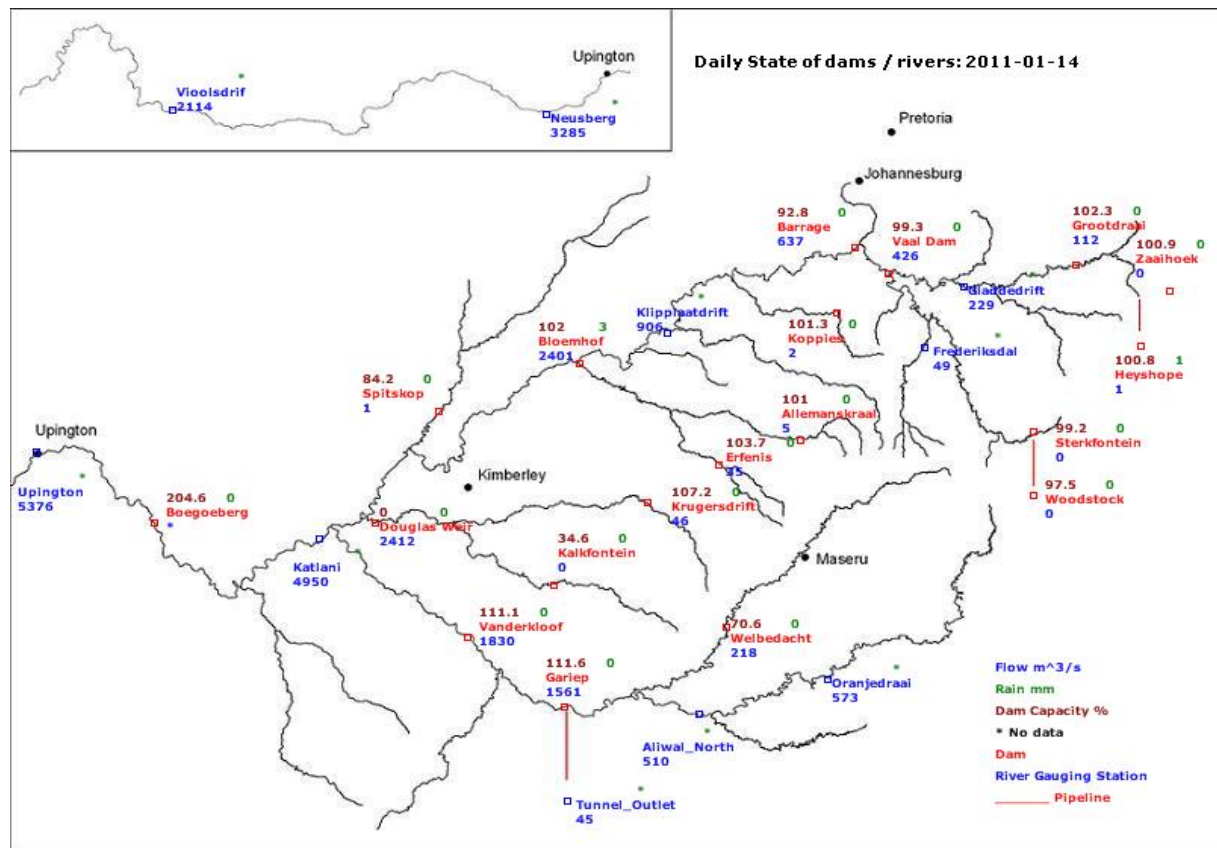 Daily State of dams / rivers: 2011-01-14
Upington
*
Vioolsdrif
2114
*
Neusberg
3285
Pretoria
Johannesburg
92.8 0
Barrage
637
99.3 0
Vaal Dam
426
102.3 0
Grootdraai
112
100.9 0
Zaaihoek
0
*
Gladdedrift
229
*
Klipplaatdrift
906
101.3 0
Koppies
2
*
Frederiksdal
49
100.8 1
Heyshope
1
102 3
Bloemhof
2401
84.2 0
Spitskop
1
101 0
Allemanskraal
5
103.7 0
Erfenis
35
99.2 0
Sterkfontein
0
97.5 0
Woodstock
0
Upington
*
Upington
5376
204.6 0
Boegoeberg
*
Kimberley
107.2 0
Krugersdrift
46
0 0
Douglas Weir
2412
*
Katlani
4950
34.6 0
Kalkfontein
0
Maseru
111.1 0
Vanderkloof
1830
70.6 0
Welbedacht
218
111.6 0
Gariep
1561
*
Oranjedraai
573
*
Aliwal_North
510
*
Tunnel_Outlet
45
Flow m^3/s
Rain mm
Dam Capacity %
* No data
Dam
River Gauging Station
_______ Pipeline